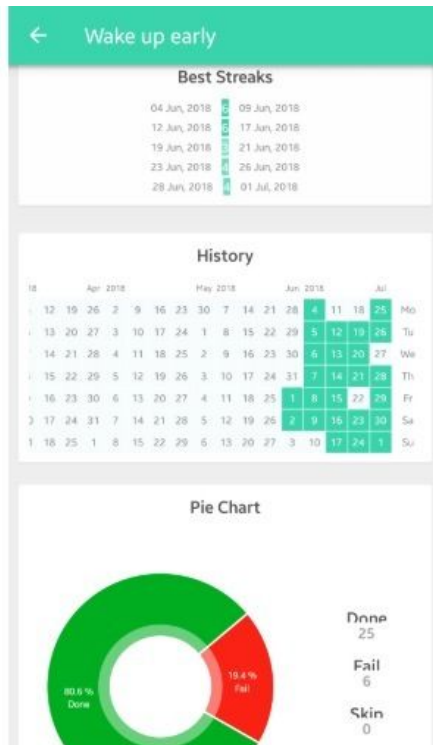 Wake up early
Best Streaks
04 Jun, 2018 6 09 Jun, 2018
12 Jun, 2018 6 17 Jun, 2018
19 Jun, 2018 3 21 Jun, 2018
23 Jun, 2018 4 26 Jun, 2018
28 Jun, 2018 4 01 Jul, 2018
History
18 Apr 2018 May 2018 Jun 2018 Jul
12 19 26 2 9 16 23 30 7 14 21 28 4 11 18 25 Mo
13 20 27 3 10 17 24 1 8 15 22 29 5 12 19 26 Tu
14 21 28 4 11 18 25 2 9 16 23 30 6 13 20 27 We
15 22 29 5 12 19 26 3 10 17 24 31 7 14 21 28 Th
16 23 30 6 13 20 27 4 11 18 25 1 8 15 22 29 Fr
17 24 31 7 14 21 28 5 12 19 26 2 9 16 23 30 Sa
1 18 25 1 8 15 22 29 6 13 20 27 3 10 17 24 1 Su
Pie Chart
Done
25
19.4 %
Fail
Fail
6
80.6 %
Done
Skip
0